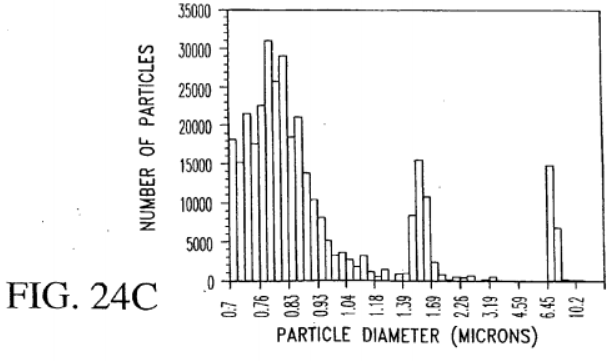 35000
30000
25000
20000
15000
10000
5000
0
NUMBER OF PARTICLES
0.7 0.76 0.83 0.93 1.04 1.18 1.39 1.69 2.26 3.19 4.59 6.45 10.2
PARTICLE DIAMETER (MICRONS)
FIG. 24C